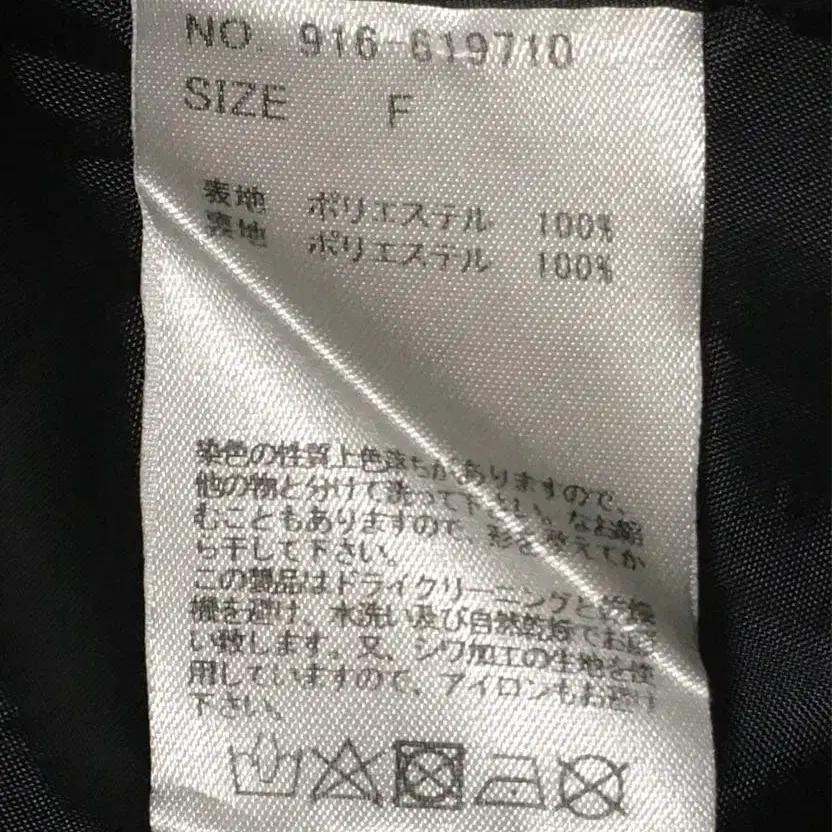 NO. 916-619710
SIZE F
表地 ポリエステル 100%
裏地 ポリエステル 100%
染色の性質上色落ちがありますので、
他の物と分けて洗って下さい。なお縮
むこともありますので、形を整えてか
ら干して下さい。
この製品はドライクリーニングと乾燥
機を避け、水洗い及び自然乾燥でお願
い致します。又、シワ加工の生地を使
用していますので、アイロンもお避け
下さい。